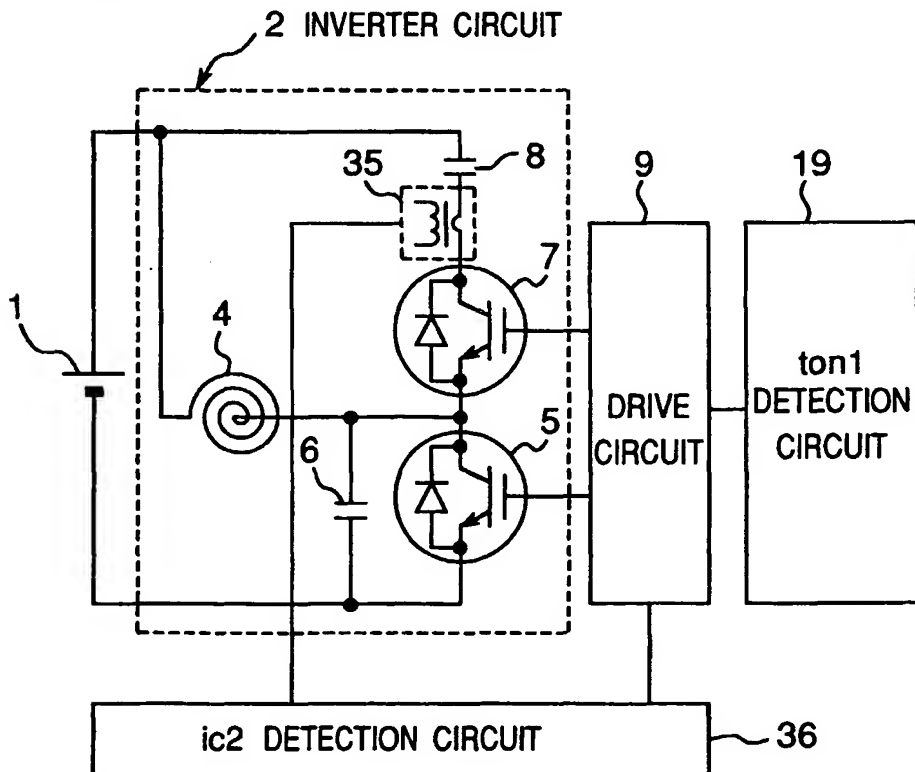 2 INVERTER CIRCUIT
8
35
9
19
7
1
4
ton1
DETECTION
CIRCUIT
DRIVE
CIRCUIT
5
6
ic2 DETECTION CIRCUIT
36